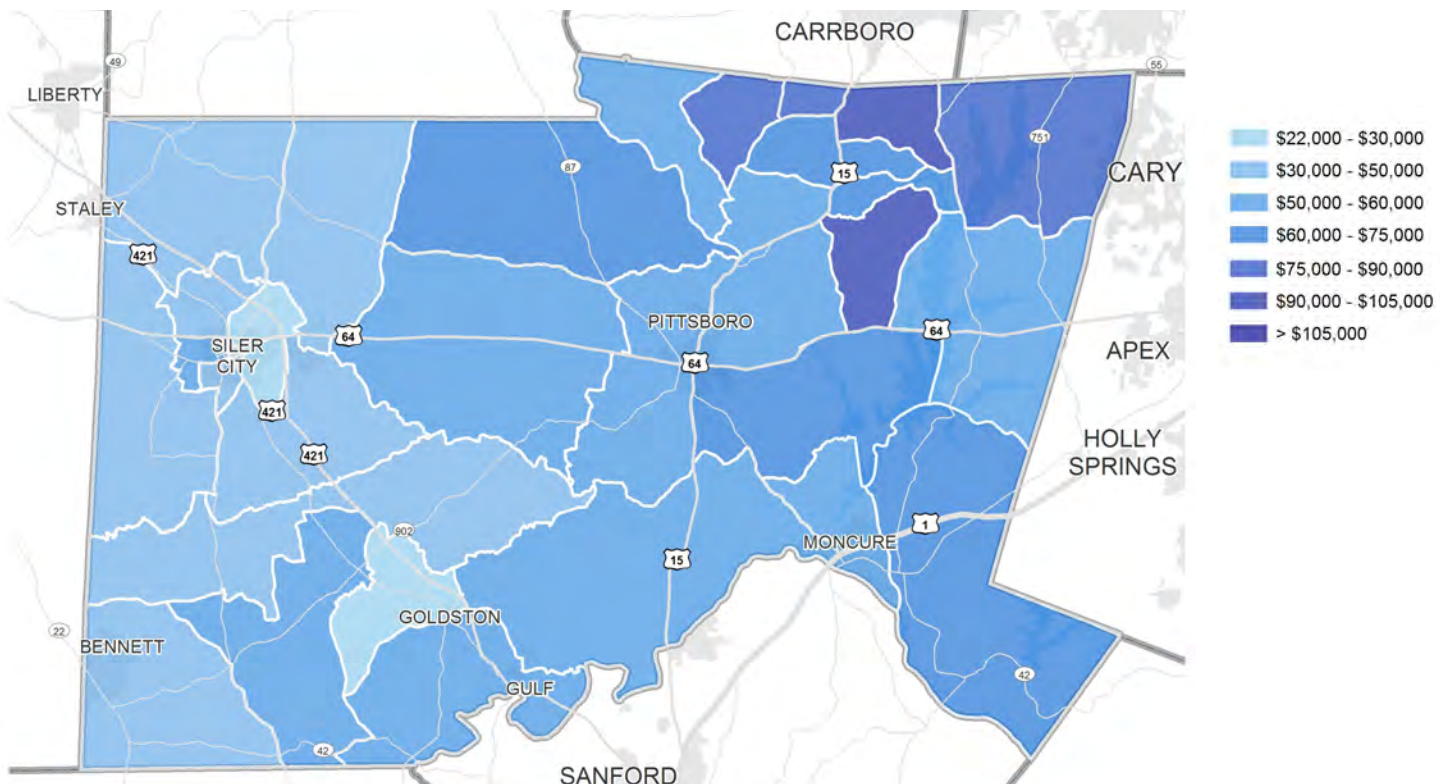 CARRBORO
49
55
LIBERTY
751
87
15
CARY
STALEY
421
PITTSBORO
64
64
SILER
CITY
64
APEX
421
421
HOLLY
SPRINGS
902
1
MONCURE
15
GOLDSTON
22
BENNETT
42
GULF
42
SANFORD
$22,000 - $30,000
$30,000 - $50,000
$50,000 - $60,000
$60,000 - $75,000
$75,000 - $90,000
$90,000 - $105,000
> $105,000